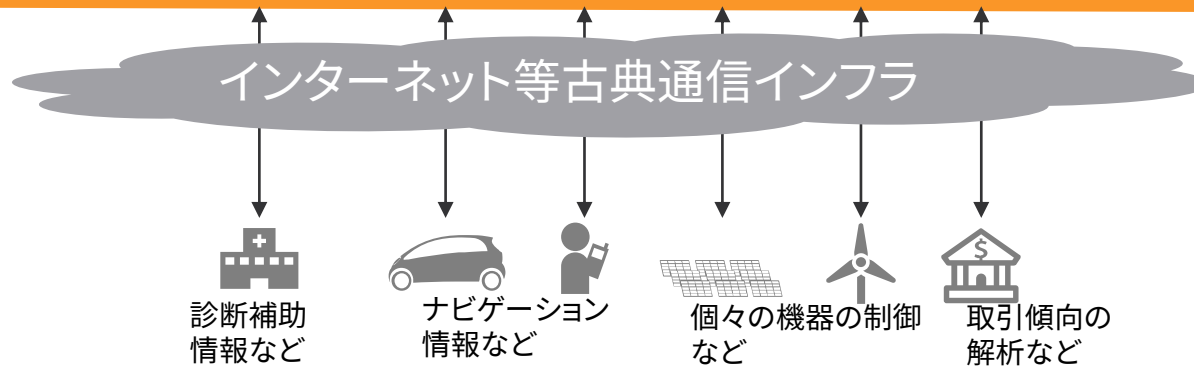 インターネット等古典通信インフラ
診断補助
情報など
ナビゲーション
情報など
個々の機器の制御
など
$
取引傾向の
解析など